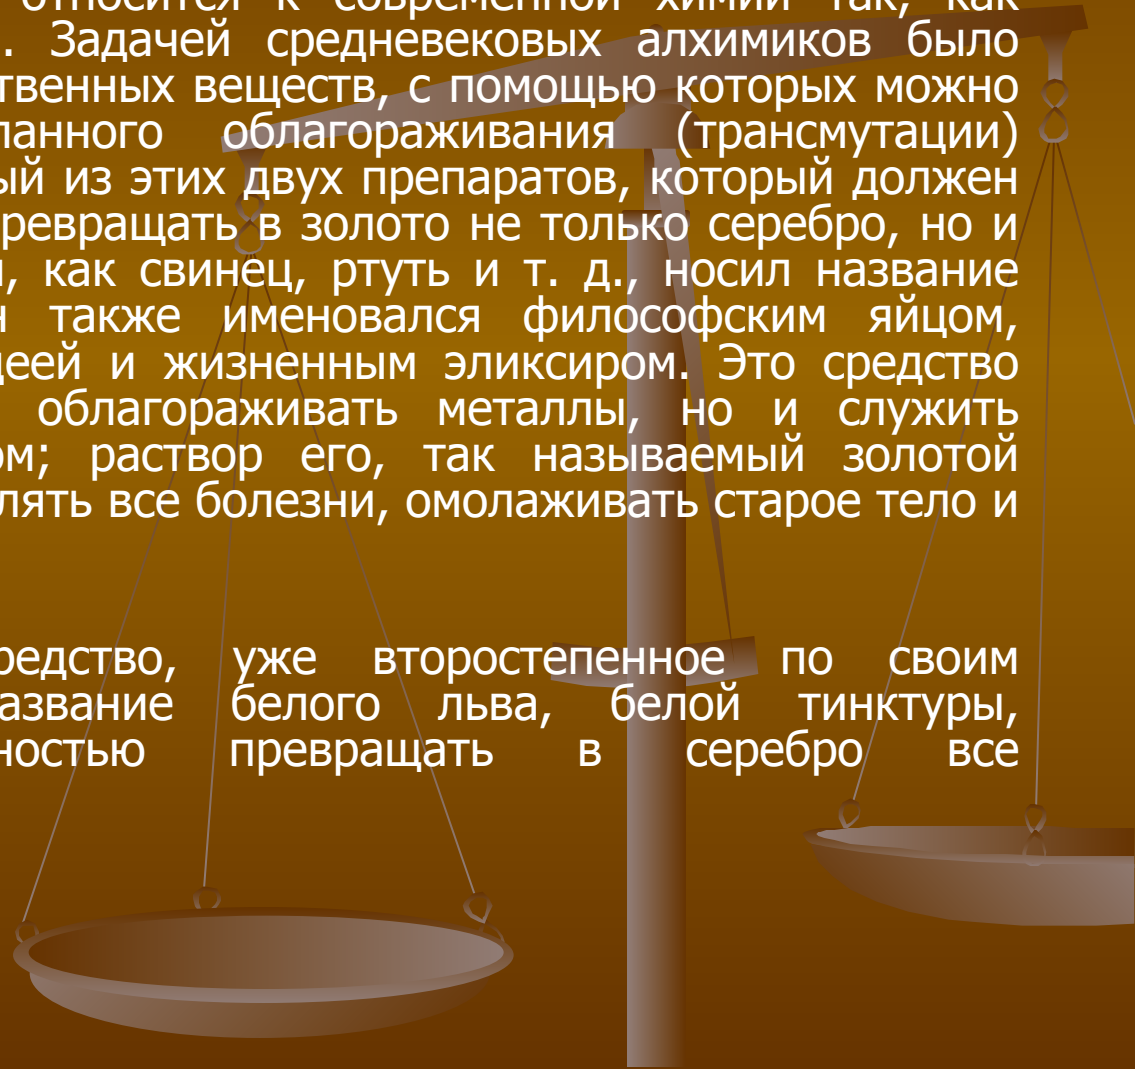 относится к современной химии так, как
. Задачей средневековых алхимиков было
твенных веществ, с помощью которых можно
ланного облагораживания (трансмутации)
ый из этих двух препаратов, который должен
ревращать в золото не только серебро, но и
, как свинец, ртуть и т. д., носил название
н также именовался философским яйцом,
еей и жизненным эликсиром. Это средство
облагораживать металлы, но и служить
ом; раствор его, так называемый золотой
лять все болезни, омолаживать старое тело и
редство, уже второстепенное по своим
азвание белого льва, белой тинктуры,
ностью превращать в серебро все